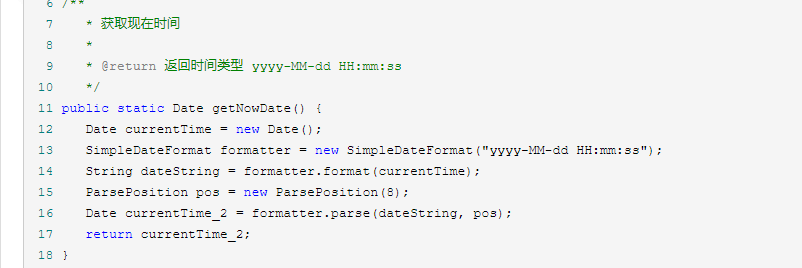 6 /**
7    * 获取现在时间
8    *
9    * @return 返回时间类型 yyyy-MM-dd HH:mm:ss
10    */
11 public static Date getNowDate() {
12    Date currentTime = new Date();
13    SimpleDateFormat formatter = new SimpleDateFormat("yyyy-MM-dd HH:mm:ss");
14    String dateString = formatter.format(currentTime);
15    ParsePosition pos = new ParsePosition(8);
16    Date currentTime_2 = formatter.parse(dateString, pos);
17    return currentTime_2;
18 }